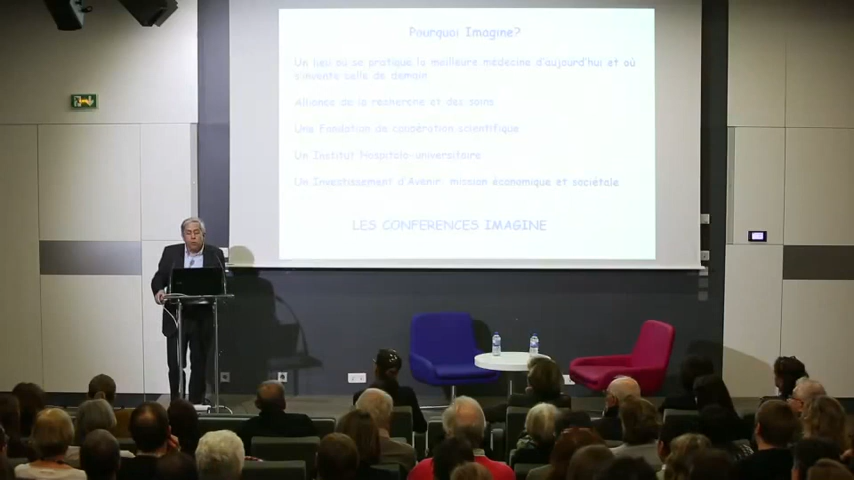 Pourquoi Imagine?
Un lieu où se pratique la meilleure médecine d'aujourd'hui et où
s'invente celle de demain
Alliance de la recherche et des soins
Une Fondation de coopération scientifique
Un Institut Hospitalo-universitaire
Un Investissement d'Avenir: mission économique et sociétale
LES CONFERENCES IMAGINE